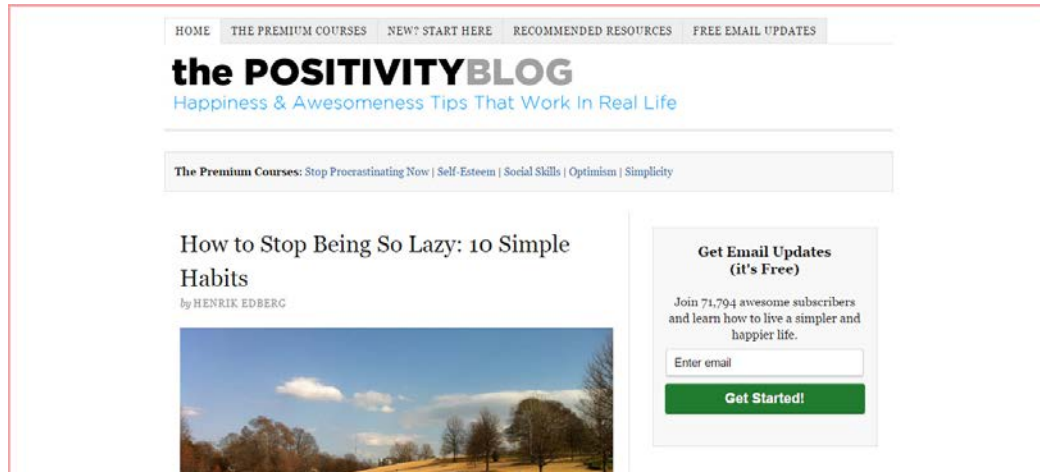 HOME THE PREMIUM COURSES NEW? START HERE RECOMMENDED RESOURCES FREE EMAIL UPDATES
the POSITIVITYBLOG
Happiness & Awesomeness Tips That Work In Real Life
The Premium Courses: Stop Procrastinating Now | Self-Esteem | Social Skills | Optimism | Simplicity
How to Stop Being So Lazy: 10 Simple
Habits
by HENRIK EDBERG
Get Email Updates
(it's Free)
Join 71,794 awesome subscribers
and learn how to live a simpler and
happier life.
Enter email
Get Started!